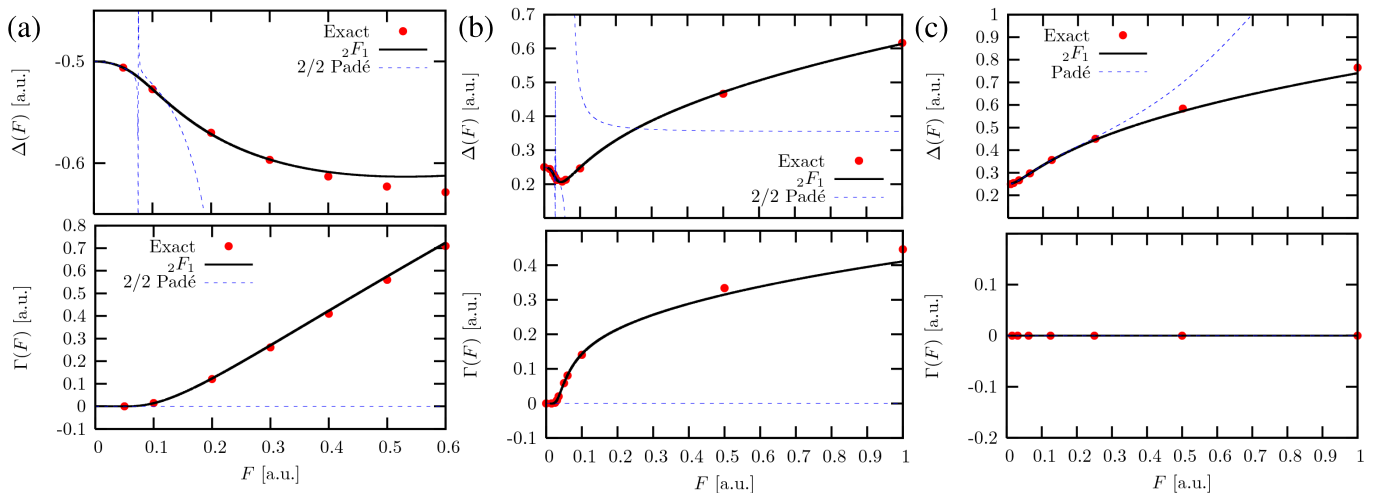 (a)
Exact
₂F₁
2/2 Padé
-0.5
-0.6
Δ(F) [a.u.]
Exact
₂F₁
2/2 Padé
0.8
0.7
0.6
0.5
0.4
0.3
0.2
0.1
0
-0.1
Γ(F) [a.u.]
0 0.1 0.2 0.3 0.4 0.5 0.6
F [a.u.]
(b)
0.7
0.6
0.5
0.4
0.3
0.2
Δ(F) [a.u.]
Exact
₂F₁
2/2 Padé
0.4
0.3
0.2
0.1
0
-0.1
Γ(F) [a.u.]
0 0.1 0.2 0.3 0.4 0.5 0.6 0.7 0.8 0.9 1
F [a.u.]
(c)
Exact
₂F₁
Padé
1
0.9
0.8
0.7
0.6
0.5
0.4
0.3
0.2
Δ(F) [a.u.]
0.1
0
-0.1
-0.2
Γ(F) [a.u.]
0 0.1 0.2 0.3 0.4 0.5 0.6 0.7 0.8 0.9 1
F [a.u.]